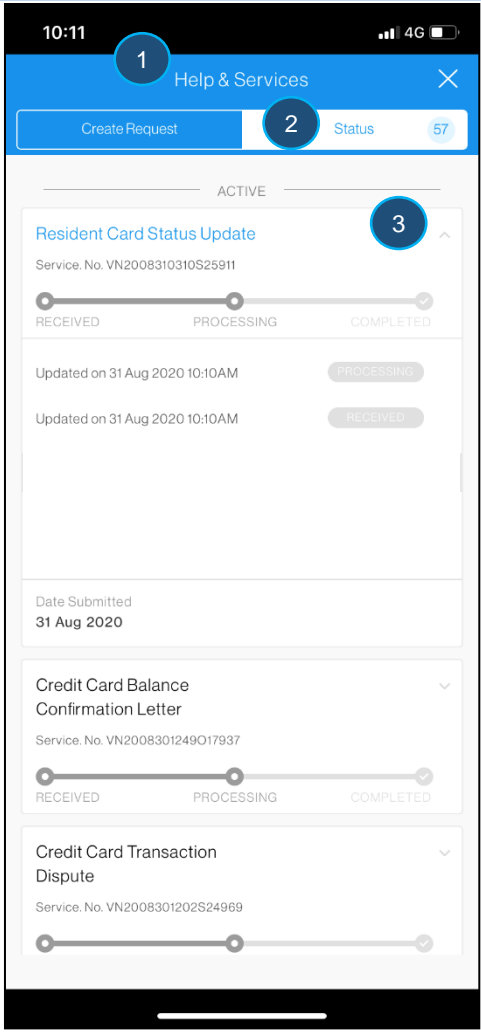 10:11
4G
1
Help & Services
Create Request
2
Status
57
ACTIVE
3
Resident Card Status Update
Service. No. VN2008310310S25911
RECEIVED PROCESSING COMPLETED
Updated on 31 Aug 2020 10:10AM PROCESSING
Updated on 31 Aug 2020 10:10AM RECEIVED
Date Submitted
31 Aug 2020
Credit Card Balance
Confirmation Letter
Service. No. VN2008301249O17937
RECEIVED PROCESSING COMPLETED
Credit Card Transaction
Dispute
Service. No. VN2008301202S24969